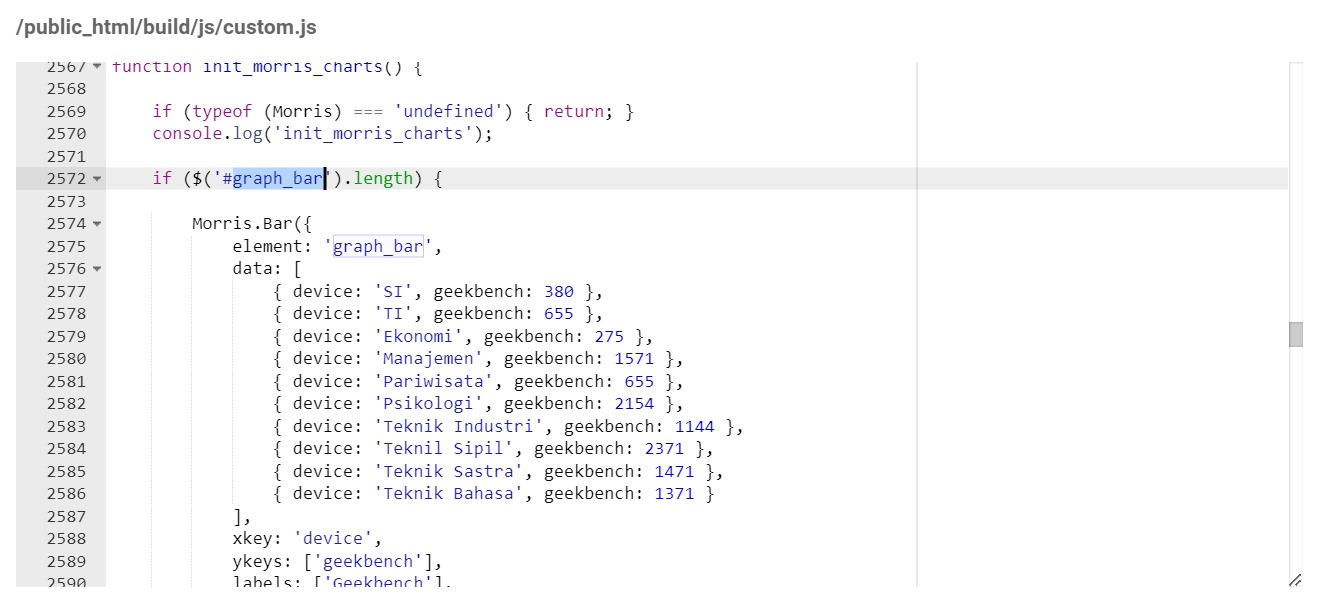 /public_html/build/js/custom.js
2567 function init_morris_charts() {
2568
2569 if (typeof (Morris) === 'undefined') { return; }
2570 console.log('init_morris_charts');
2571
2572 if ($('#graph_bar').length) {
2573
2574 Morris.Bar({
2575 element: 'graph_bar',
2576 data: [
2577 { device: 'SI', geekbench: 380 },
2578 { device: 'TI', geekbench: 655 },
2579 { device: 'Ekonomi', geekbench: 275 },
2580 { device: 'Manajemen', geekbench: 1571 },
2581 { device: 'Pariwisata', geekbench: 655 },
2582 { device: 'Psikologi', geekbench: 2154 },
2583 { device: 'Teknik Industri', geekbench: 1144 },
2584 { device: 'Teknil Sipil', geekbench: 2371 },
2585 { device: 'Teknik Sastra', geekbench: 1471 },
2586 { device: 'Teknik Bahasa', geekbench: 1371 }
2587 ],
2588 xkey: 'device',
2589 ykeys: ['geekbench'],
2590 labels: ['Geekbench'],